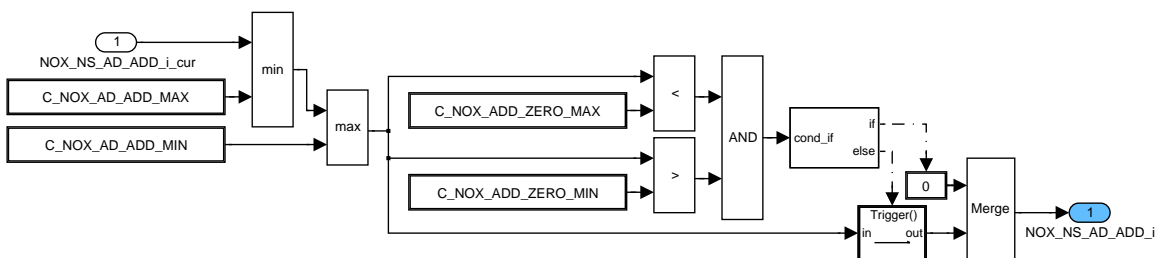 1
NOX_NS_AD_ADD_i_cur
min
C_NOX_AD_ADD_MAX
C_NOX_AD_ADD_MIN
max
<
C_NOX_ADD_ZERO_MAX
>
C_NOX_ADD_ZERO_MIN
AND
cond_if
if
else
0
Trigger()
in
out
Merge
1
NOX_NS_AD_ADD_i